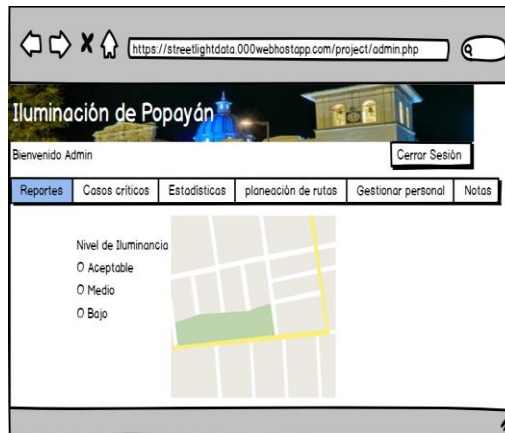 https://streetlightdata.000webhostapp.com/project/admin.php
Iluminación de Popayán
Bienvenido Admin
Cerrar Sesión
Reportes Casos críticos Estadísticas planeación de rutas Gestionar personal Notas
Nivel de Iluminancia
Aceptable
Medio
Bajo